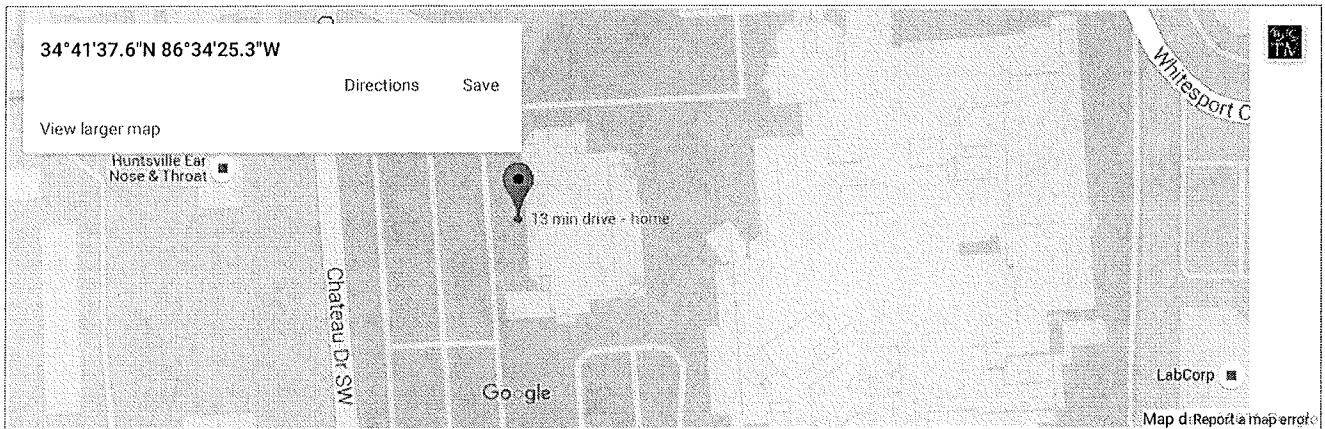 34°41'37.6"N 86°34'25.3"W
Directions Save
View larger map
Huntsville Ear
Nose & Throat
13 min drive - home
Chateau Dr SW
Whitesport C
Google
LabCorp
Map d Report a map error